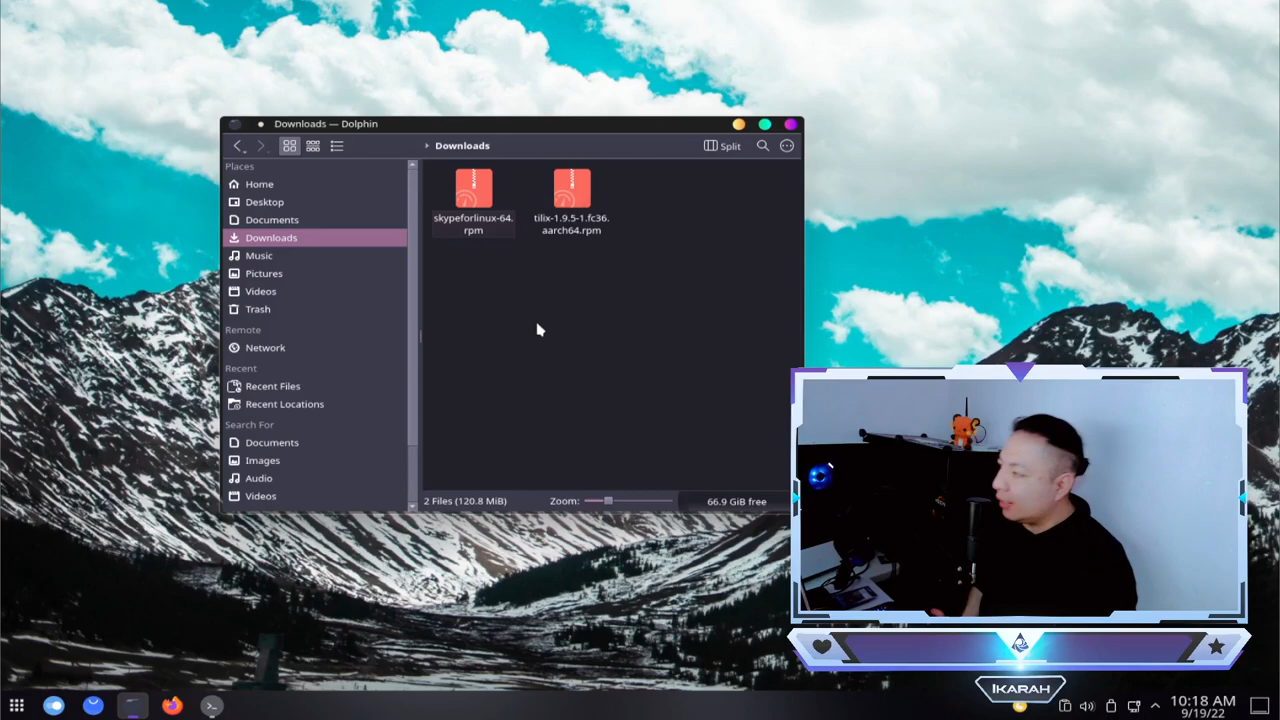 Downloads — Dolphin
Downloads
Split
Places
Home
Desktop
Documents
Downloads
Music
Pictures
Videos
Trash
Remote
Network
Recent
Recent Files
Recent Locations
Search For
Documents
Images
Audio
Videos
skypeforlinux-64.
rpm
tilix-1.9.5-1.fc36.
aarch64.rpm
2 Files (120.8 MiB)
Zoom:
66.9 GiB free
IKARAH
10:18 AM
9/19/22